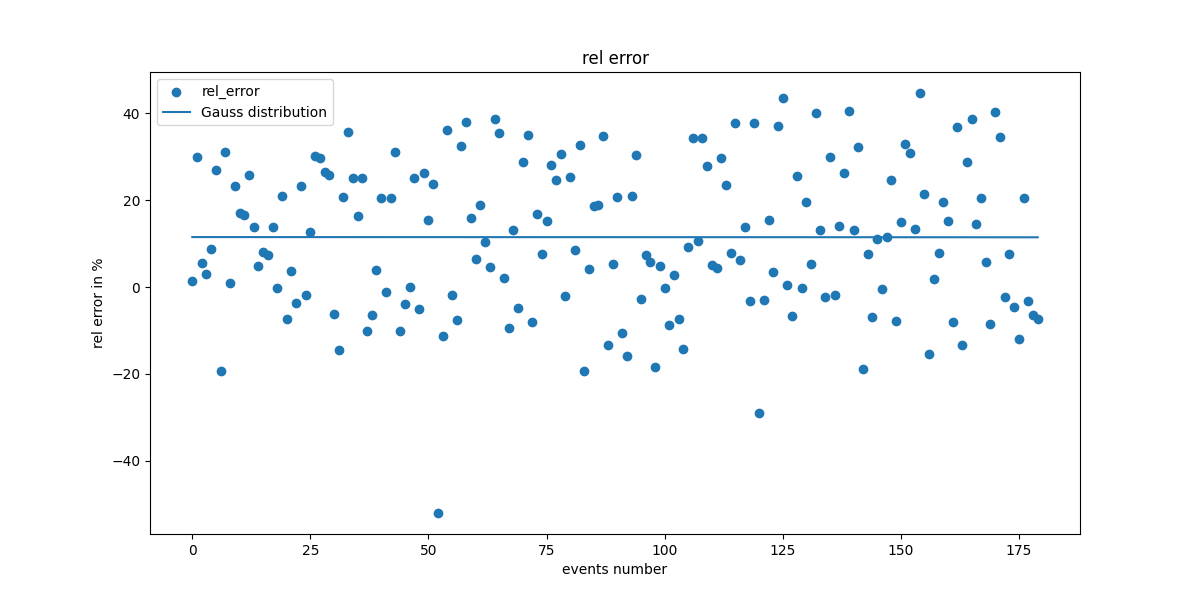 rel error
rel_error
Gauss distribution
40
20
0
−20
−40
rel error in %
0
25
50
75
100
125
150
175
events number